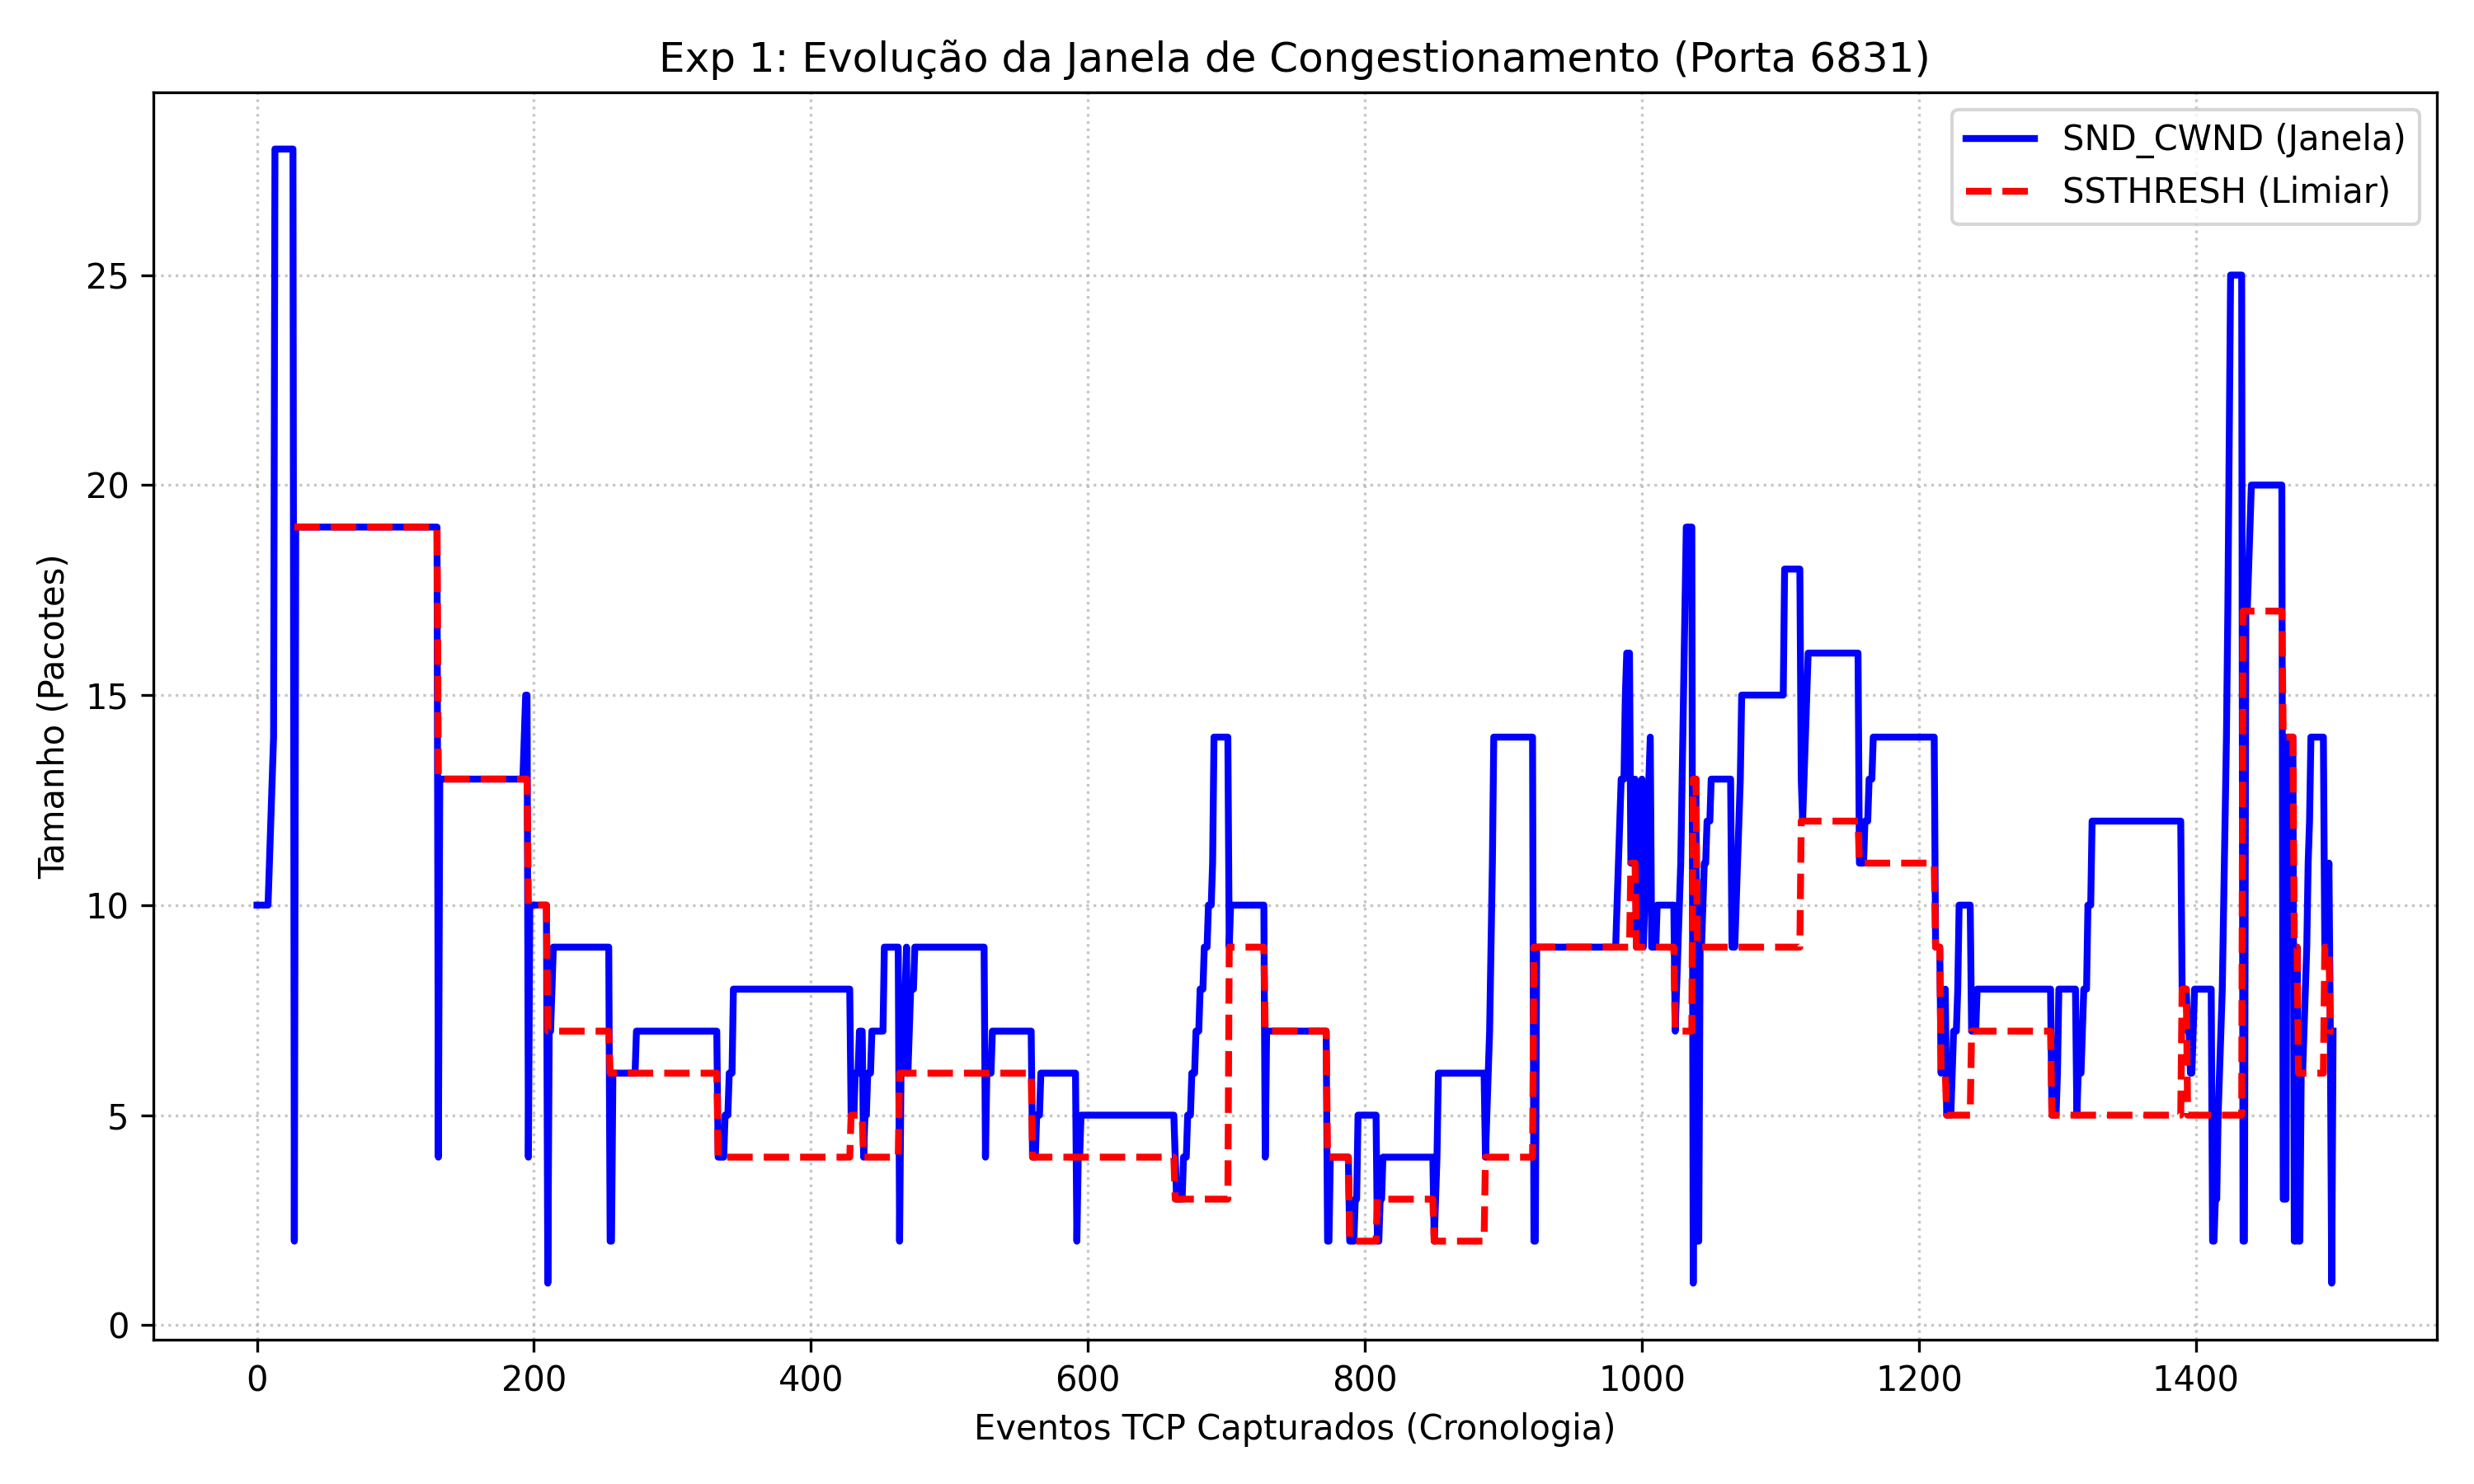 Exp 1: Evolução da Janela de Congestionamento (Porta 6831)
SND_CWND (Janela)
SSTHRESH (Limiar)
Tamanho (Pacotes)
25
20
15
10
5
0
0 200 400 600 800 1000 1200 1400
Eventos TCP Capturados (Cronologia)